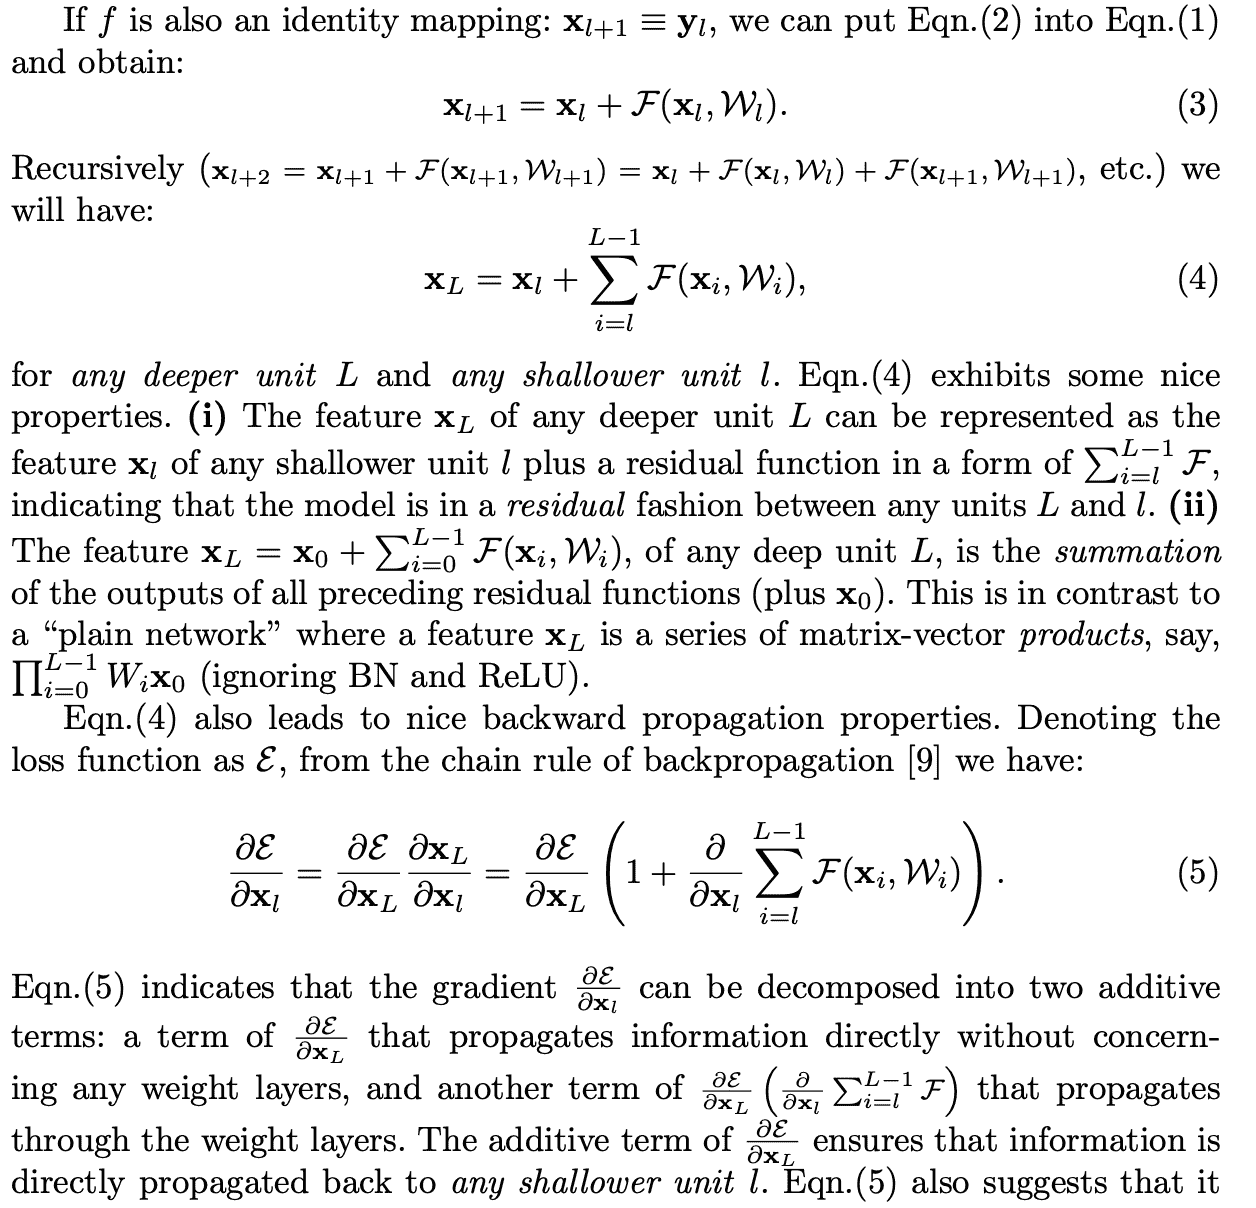 If f is also an identity mapping: x_{l+1} ≡ y_l, we can put Eqn.(2) into Eqn.(1)
and obtain:
x_{l+1} = x_l + F(x_l, W_l). (3)
Recursively (x_{l+2} = x_{l+1} + F(x_{l+1}, W_{l+1}) = x_l + F(x_l, W_l) + F(x_{l+1}, W_{l+1}), etc.) we
will have:
x_L = x_l + \sum_{i=l}^{L−1} F(x_i, W_i), (4)
for any deeper unit L and any shallower unit l. Eqn.(4) exhibits some nice
properties. (i) The feature x_L of any deeper unit L can be represented as the
feature x_l of any shallower unit l plus a residual function in a form of \sum_{i=l}^{L−1} F,
indicating that the model is in a residual fashion between any units L and l. (ii)
The feature x_L = x_0 + \sum_{i=0}^{L−1} F(x_i, W_i), of any deep unit L, is the summation
of the outputs of all preceding residual functions (plus x_0). This is in contrast to
a “plain network” where a feature x_L is a series of matrix-vector products, say,
\prod_{i=0}^{L−1} W_i x_0 (ignoring BN and ReLU).
Eqn.(4) also leads to nice backward propagation properties. Denoting the
loss function as E, from the chain rule of backpropagation [9] we have:
\frac{∂E}{∂x_l} = \frac{∂E}{∂x_L} \frac{∂x_L}{∂x_l} = \frac{∂E}{∂x_L} (1 + \frac{∂}{∂x_l} \sum_{i=l}^{L−1} F(x_i, W_i)). (5)
Eqn.(5) indicates that the gradient \frac{∂E}{∂x_l} can be decomposed into two additive
terms: a term of \frac{∂E}{∂x_L} that propagates information directly without concern-
ing any weight layers, and another term of \frac{∂E}{∂x_L} (\frac{∂}{∂x_l} \sum_{i=l}^{L−1} F) that propagates
through the weight layers. The additive term of \frac{∂E}{∂x_L} ensures that information is
directly propagated back to any shallower unit l. Eqn.(5) also suggests that it